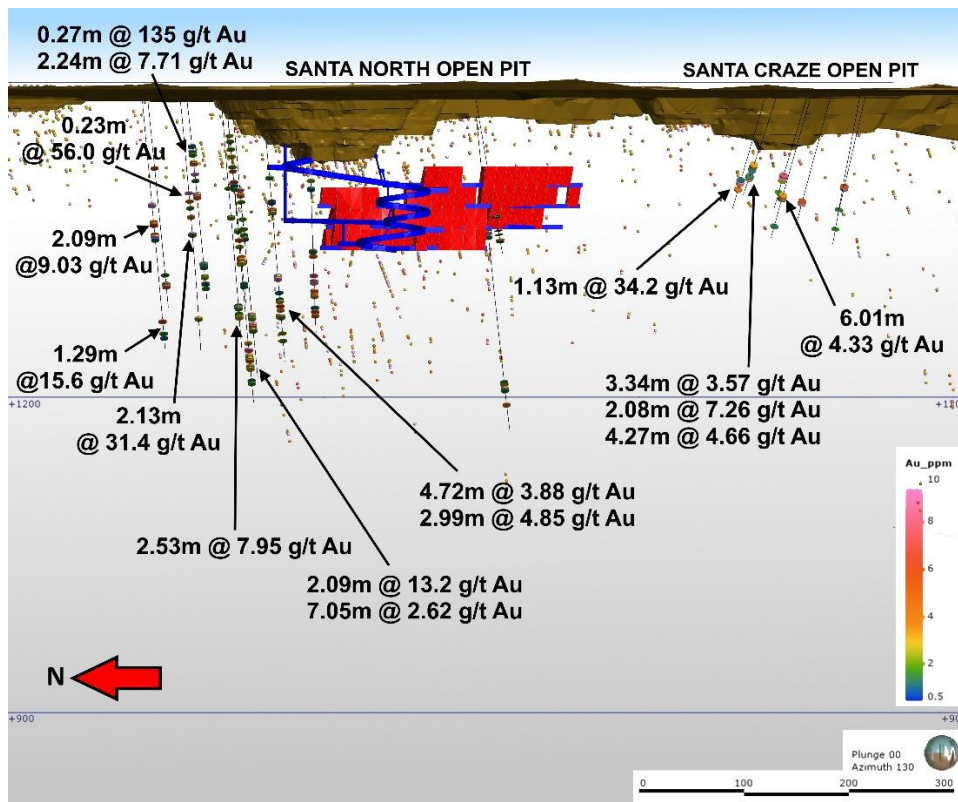 0.27m @ 135 g/t Au
2.24m @ 7.71 g/t Au
SANTA NORTH OPEN PIT
SANTA CRAZE OPEN PIT
0.23m
@ 56.0 g/t Au
2.09m
@9.03 g/t Au
1.13m @ 34.2 g/t Au
6.01m
@ 4.33 g/t Au
1.29m
@15.6 g/t Au
3.34m @ 3.57 g/t Au
2.08m @ 7.26 g/t Au
4.27m @ 4.66 g/t Au
+1200
2.13m
@ 31.4 g/t Au
4.72m @ 3.88 g/t Au
2.99m @ 4.85 g/t Au
2.53m @ 7.95 g/t Au
2.09m @ 13.2 g/t Au
7.05m @ 2.62 g/t Au
Au_ppm
10
8
6
4
2
0.5
N
+900
Plunge 00
Azimuth 130
0 100 200 300